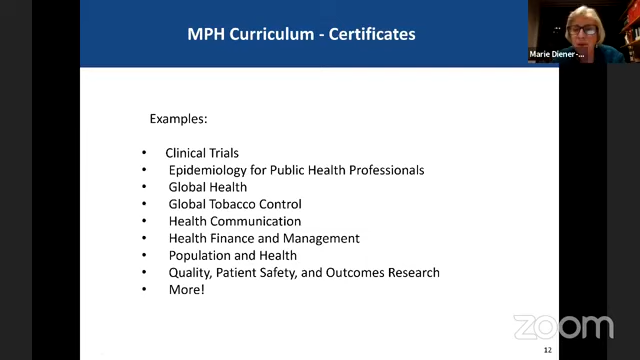 MPH Curriculum - Certificates
Marie Diener-...
Examples:
• Clinical Trials
• Epidemiology for Public Health Professionals
• Global Health
• Global Tobacco Control
• Health Communication
• Health Finance and Management
• Population and Health
• Quality, Patient Safety, and Outcomes Research
• More!
zoom
12